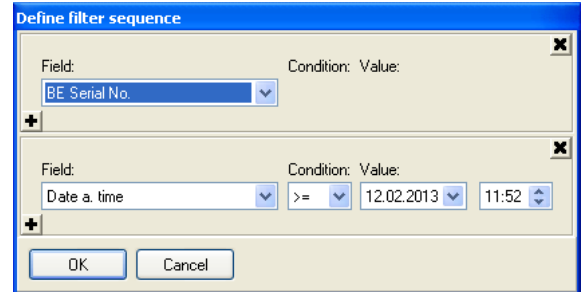 Define filter sequence
Field: Condition: Value:
BE Serial No.
Field: Condition: Value:
Date a. time >= 12.02.2013 11:52
OK Cancel